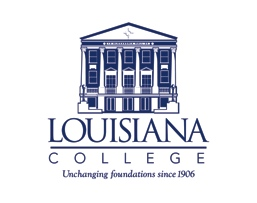 LOUISIANA
COLLEGE
Unchanging foundations since 1906